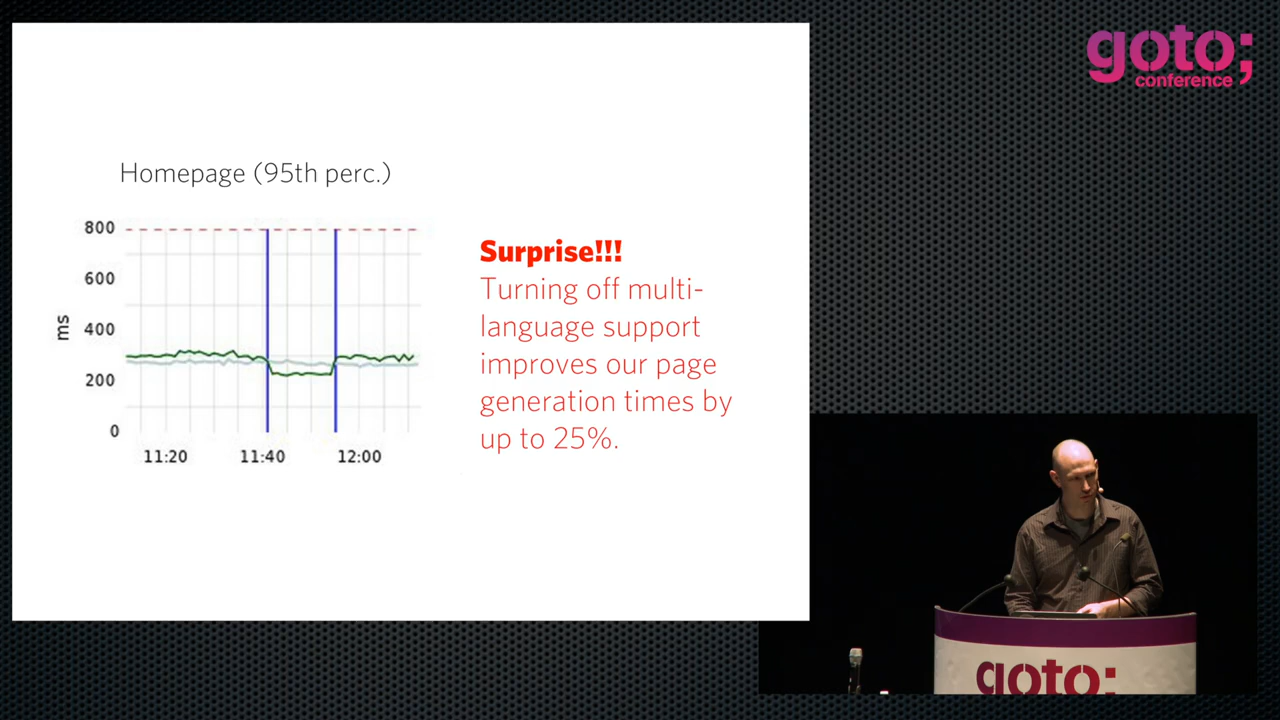 goto;
conference
Homepage (95th perc.)
800
600
400
200
0
ms
11:20
11:40
12:00
Surprise!!!
Turning off multi-
language support
improves our page
generation times by
up to 25%.
goto;